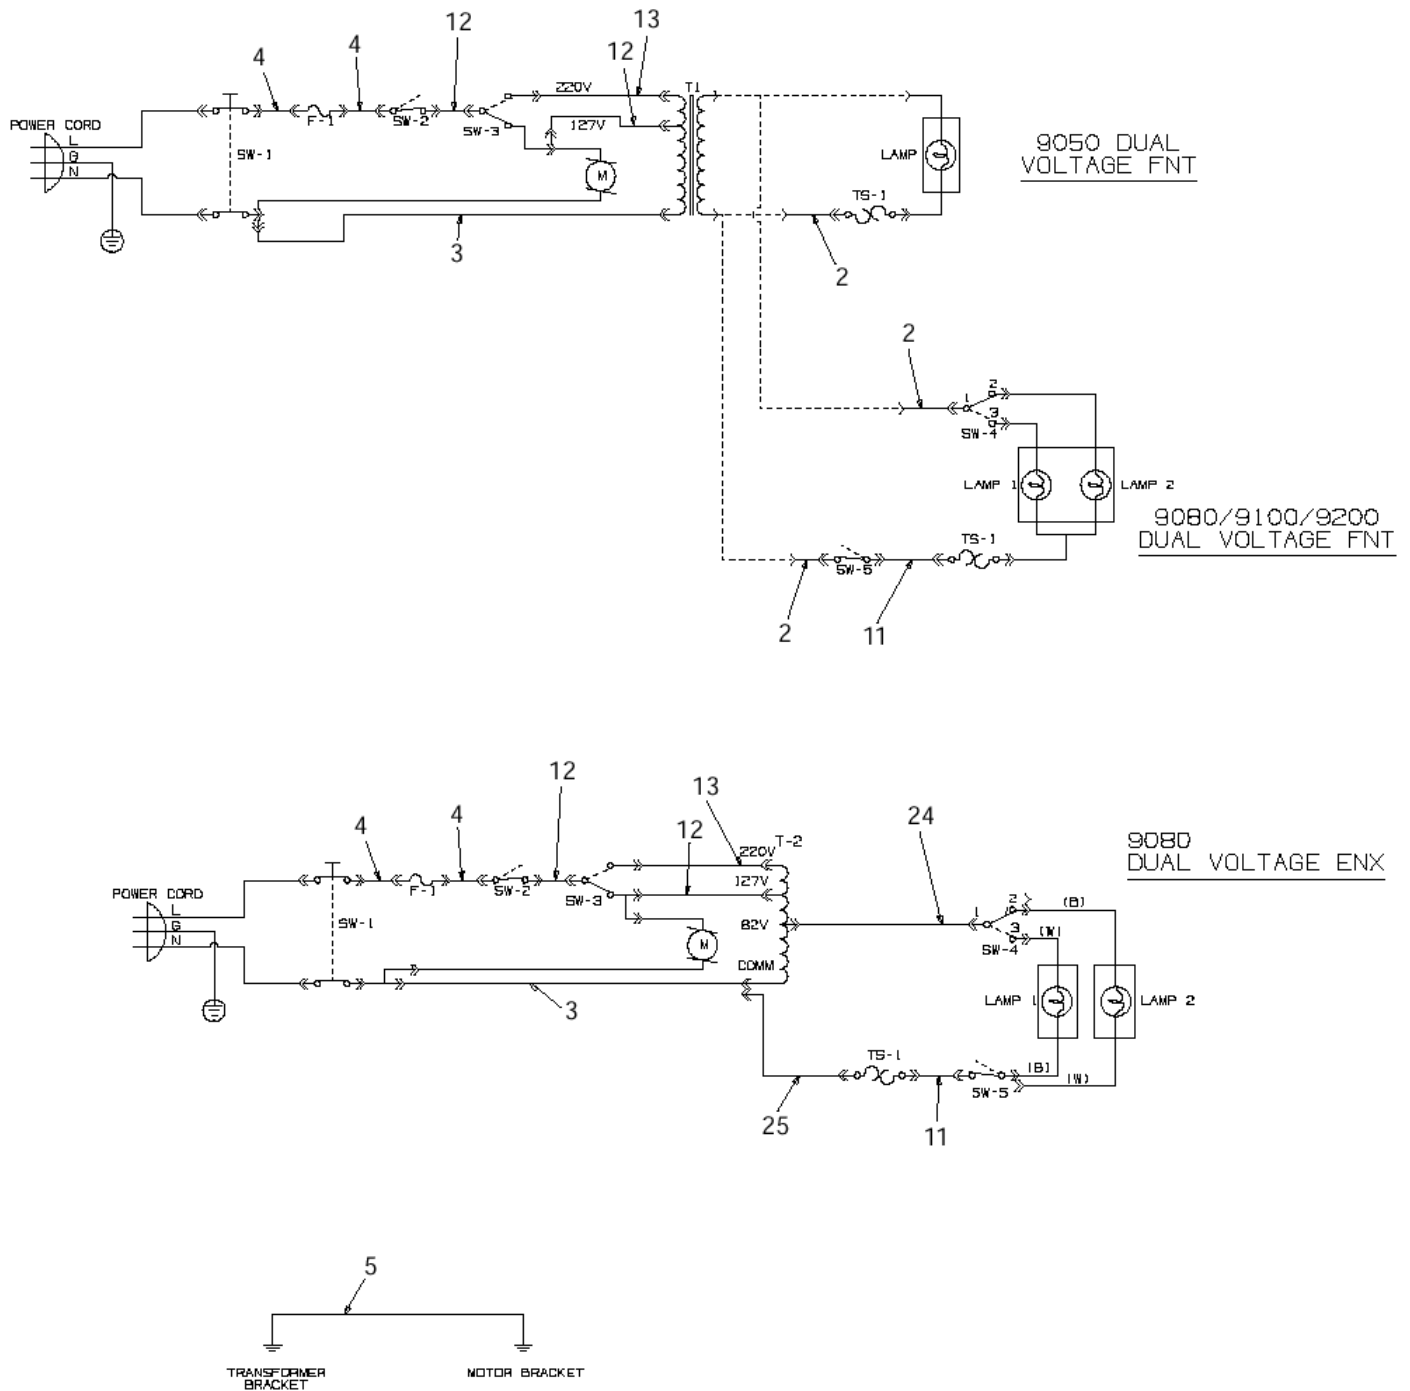 13
12
12
4
4
220V
T1
127V
F-1
SW-2
SW-3
POWER CORD
L
G
N
SW-1
M
LAMP
TS-1
9050 DUAL
VOLTAGE FNT
3
2
2
1
2
3
SW-4
LAMP 1
LAMP 2
9080/9100/9200
DUAL VOLTAGE FNT
TS-1
SW-5
2
11
12
13
4
4
12
24
220V
T-2
127V
F-1
SW-2
SW-3
9080
DUAL VOLTAGE ENX
POWER CORD
L
G
N
SW-1
82V
M
COMM
1
2
(B)
3
(W)
SW-4
LAMP 1
LAMP 2
3
TS-1
(B)
(W)
SW-5
25
11
5
TRANSFORMER
BRACKET
MOTOR BRACKET